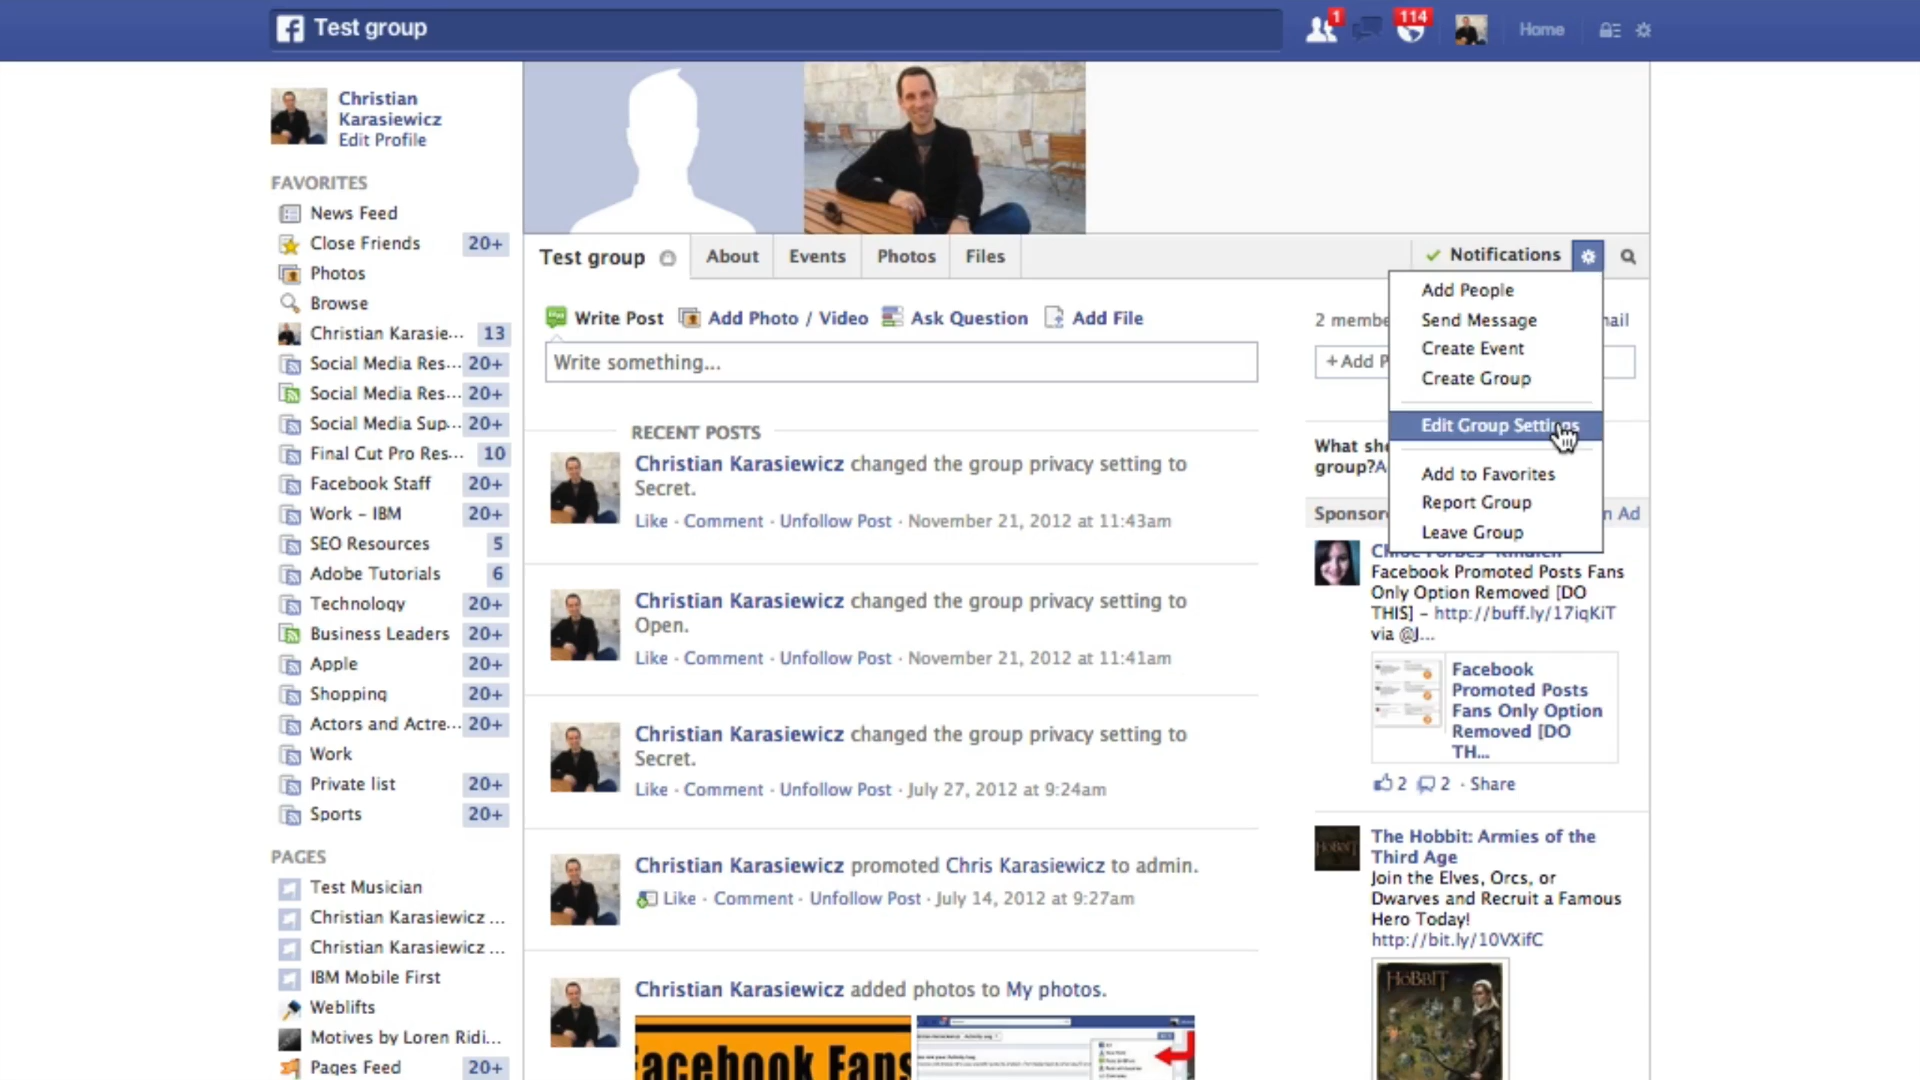 Test group
1
114
Home
Christian
Karasiewicz
Edit Profile
FAVORITES
News Feed
Close Friends 20+
Photos
Browse
Christian Karasie... 13
Social Media Res... 20+
Social Media Res... 20+
Social Media Sup... 20+
Final Cut Pro Res... 10
Facebook Staff 20+
Work - IBM 20+
SEO Resources 5
Adobe Tutorials 6
Technology 20+
Business Leaders 20+
Apple 20+
Shopping 20+
Actors and Actre... 20+
Work
Private list 20+
Sports 20+
PAGES
Test Musician
Christian Karasiewicz ...
Christian Karasiewicz ...
IBM Mobile First
Weblifts
Motives by Loren Ridi...
Pages Feed 20+
Test group About Events Photos Files
Write Post Add Photo / Video Ask Question Add File
Write something...
RECENT POSTS
Christian Karasiewicz changed the group privacy setting to
Secret.
Like · Comment · Unfollow Post · November 21, 2012 at 11:43am
Christian Karasiewicz changed the group privacy setting to
Open.
Like · Comment · Unfollow Post · November 21, 2012 at 11:41am
Christian Karasiewicz changed the group privacy setting to
Secret.
Like · Comment · Unfollow Post · July 27, 2012 at 9:24am
Christian Karasiewicz promoted Chris Karasiewicz to admin.
Like · Comment · Unfollow Post · July 14, 2012 at 9:27am
Christian Karasiewicz added photos to My photos.
Facebook Fans
Notifications
Add People
Send Message
Create Event
Create Group
Edit Group Settings
Add to Favorites
Report Group
Leave Group
2 membe
ail
+ Add P
What sh
group?A
Sponsor
n Ad
Facebook Promoted Posts Fans
Only Option Removed [DO
THIS] – http://buff.ly/17iqKiT
via @J...
Facebook
Promoted Posts
Fans Only Option
Removed [DO
TH...
2 2 · Share
The Hobbit: Armies of the
Third Age
Join the Elves, Orcs, or
Dwarves and Recruit a Famous
Hero Today!
http://bit.ly/10VXifC
HOBBIT
HOBBIT